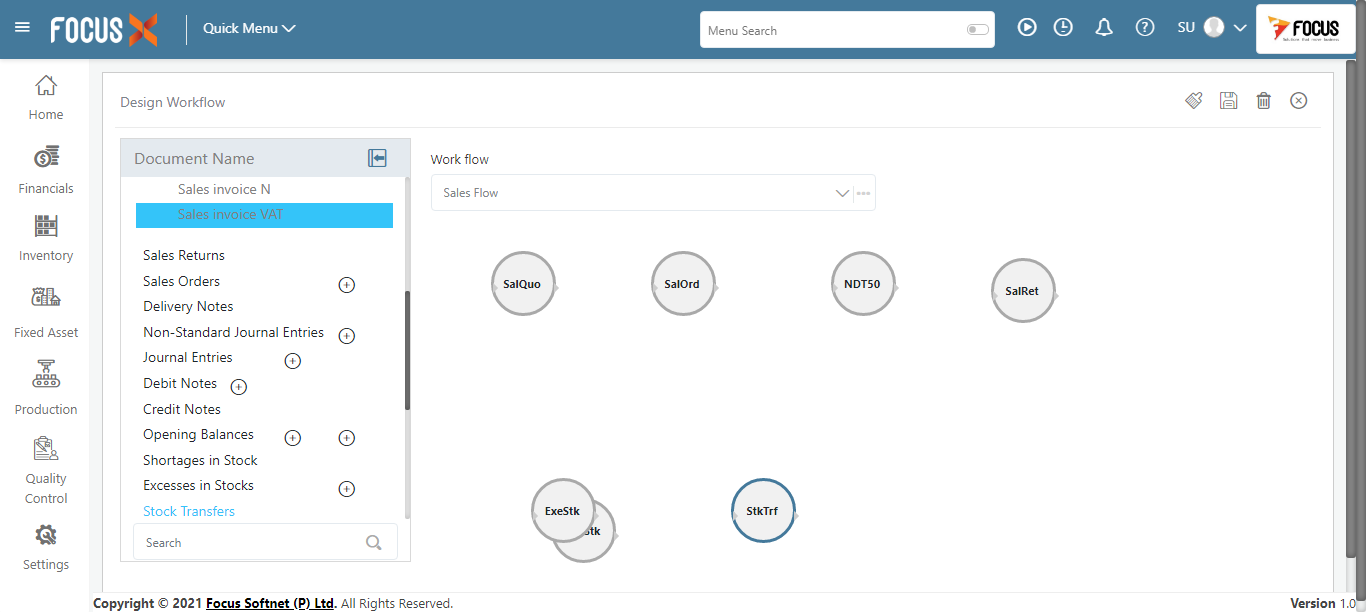 FOCUS X
Quick Menu
Menu Search
SU
FOCUS
Home
Financials
Inventory
Fixed Asset
Production
Quality
Control
Settings
Design Workflow
Document Name
Sales invoice N
Sales invoice VAT
Sales Returns
Sales Orders
Delivery Notes
Non-Standard Journal Entries
Journal Entries
Debit Notes
Credit Notes
Opening Balances
Shortages in Stock
Excesses in Stocks
Stock Transfers
Search
Work flow
Sales Flow
SalQuo
SalOrd
NDT50
SalRet
ExeStk
Stk
StkTrf
Copyright © 2021 Focus Softnet (P) Ltd. All Rights Reserved.
Version 1.0